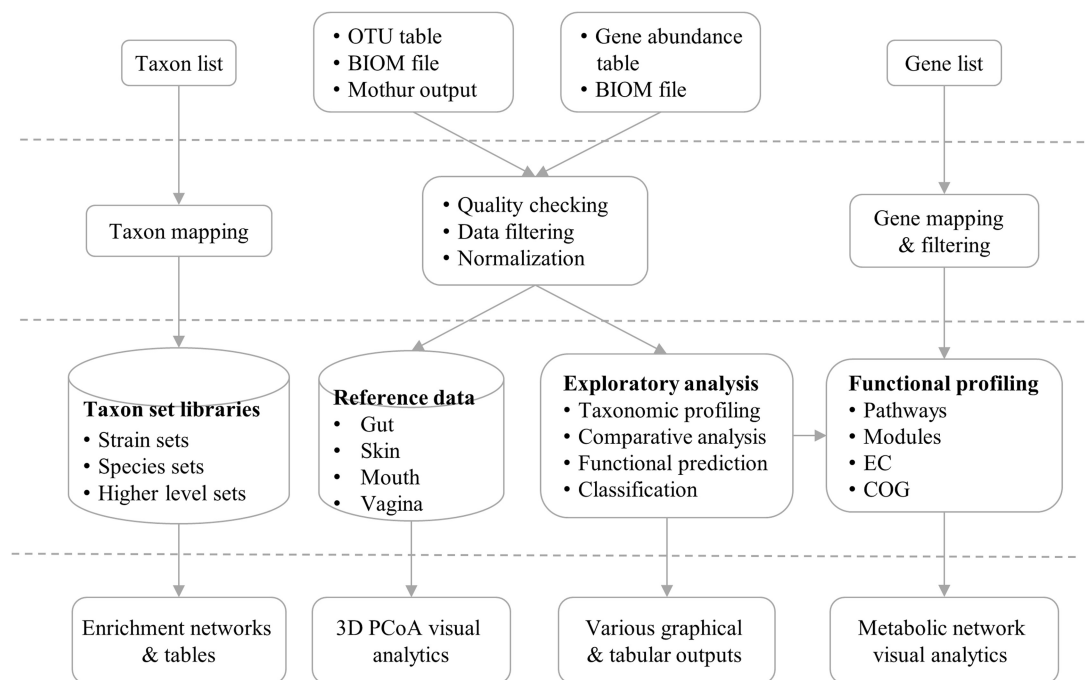 Taxon list
• OTU table
• BIOM file
• Mothur output
• Gene abundance
table
• BIOM file
Gene list
Taxon mapping
• Quality checking
• Data filtering
• Normalization
Gene mapping
& filtering
Taxon set libraries
• Strain sets
• Species sets
• Higher level sets
Reference data
• Gut
• Skin
• Mouth
• Vagina
Exploratory analysis
• Taxonomic profiling
• Comparative analysis
• Functional prediction
• Classification
Functional profiling
• Pathways
• Modules
• EC
• COG
Enrichment networks
& tables
3D PCoA visual
analytics
Various graphical
& tabular outputs
Metabolic network
visual analytics